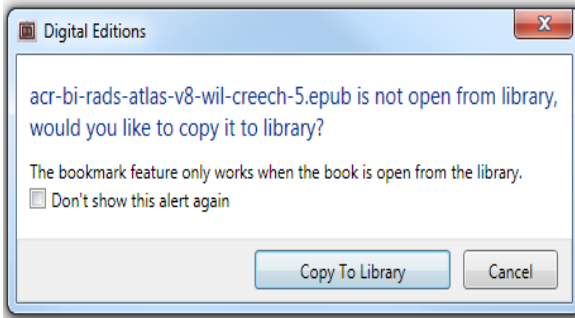 Digital Editions
acr-bi-rads-atlas-v8-wil-creech-5.epub is not open from library,
would you like to copy it to library?
The bookmark feature only works when the book is open from the library.
Don't show this alert again
Copy To Library
Cancel